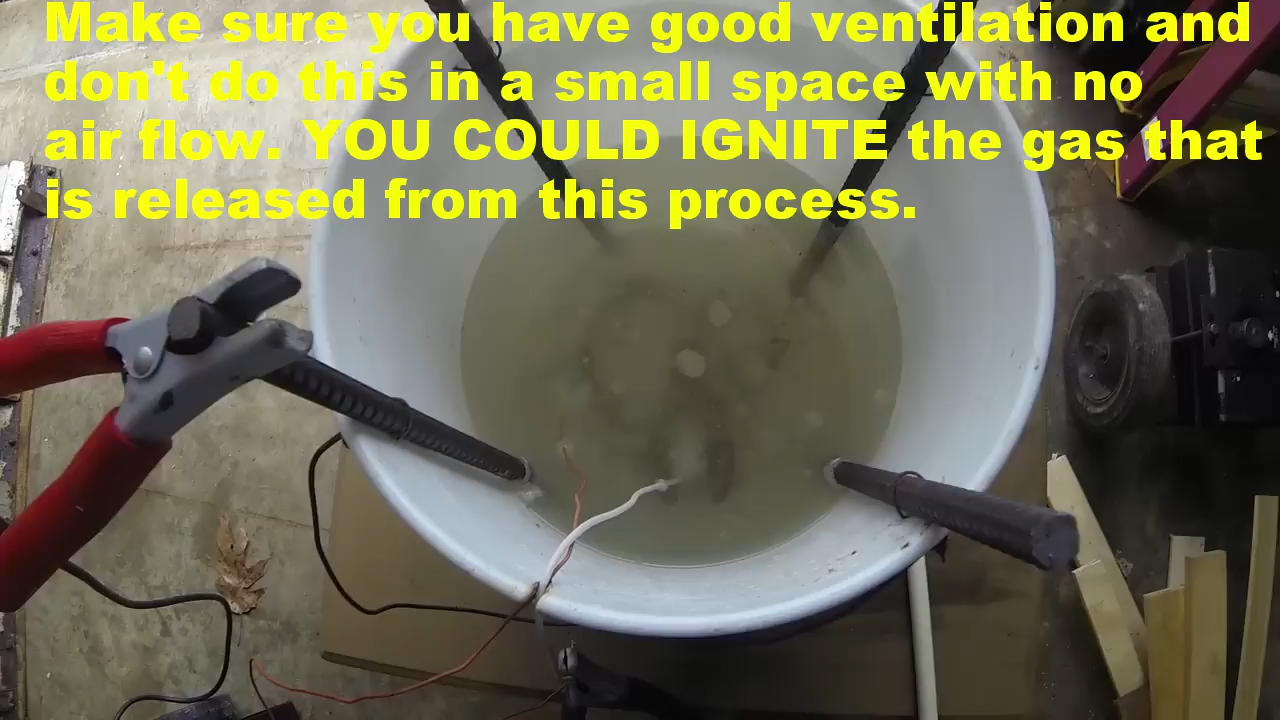 Make sure you have good ventilation and
don't do this in a small space with no
air flow. YOU COULD IGNITE the gas that
is released from this process.